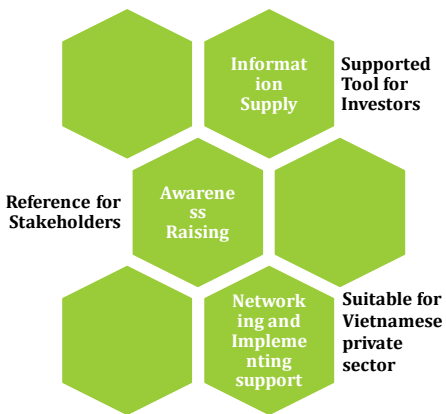 Informat
ion
Supply
Supported
Tool for
Investors
Reference for
Stakeholders
Awarene
ss
Raising
Network
ing and
Impleme
nting
support
Suitable for
Vietnamese
private
sector